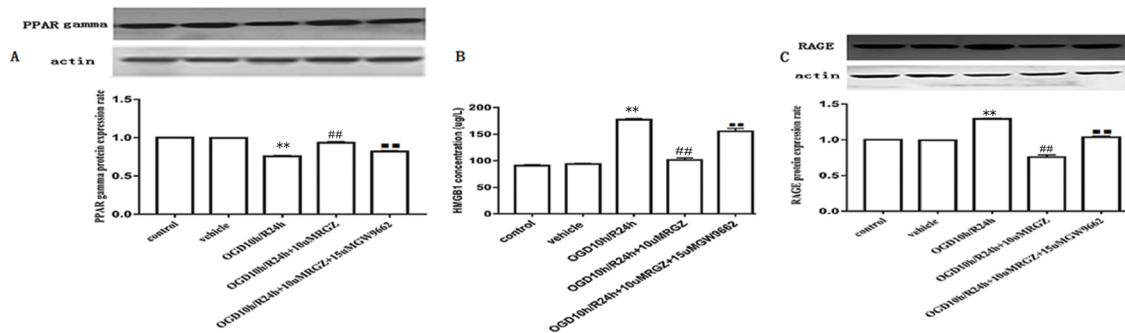 PPAR gamma
A
actin
PPAR gamma protein expression rate
1.5
1.0
0.5
0.0
**
##
▪▪
control
vehicle
OGD10h/R24h
OGD10h/R24h+10uMRGZ
OGD10h/R24h+10uMRGZ+15uMGW9662
B
HMGB1 concentration (ug/L)
200
150
100
50
0
**
##
▪▪
control
vehicle
OGD10h/R24h
OGD10h/R24h+10uMRGZ
OGD10h/R24h+10uMRGZ+15uMGW9662
RAGE
C
actin
RAGE protein expression rate
1.5
1.0
0.5
0.0
**
##
▪▪
control
vehicle
OGD10h/R24h
OGD10h/R24h+10uMRGZ
OGD10h/R24h+10uMRGZ+15uMGW9662